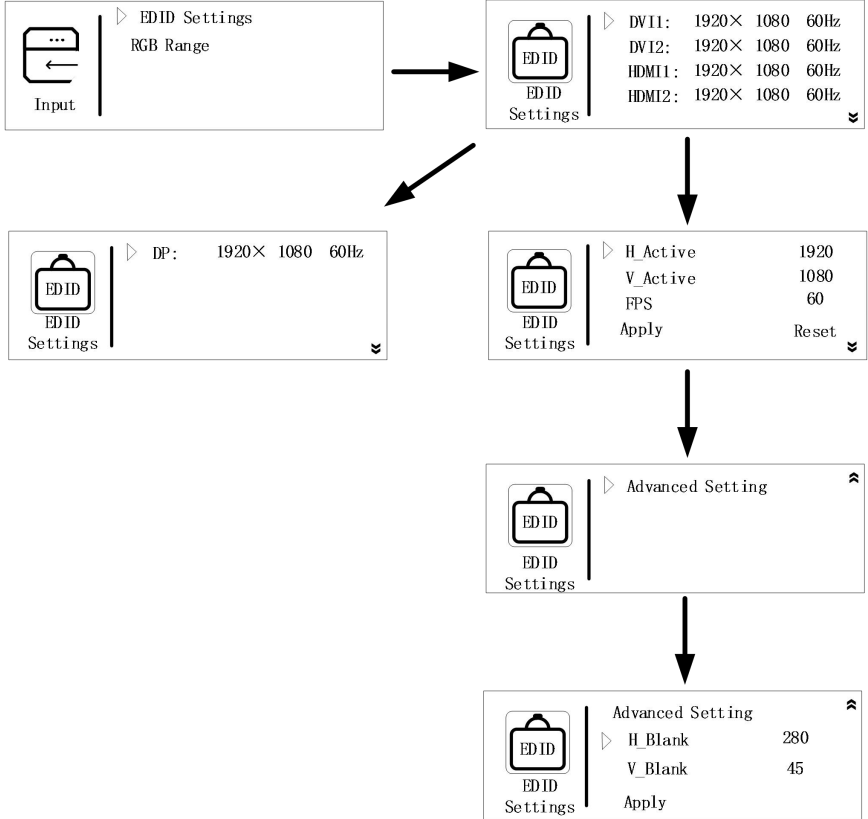 EDID Settings
RGB Range
Input
DVI1: 1920× 1080 60Hz
DVI2: 1920× 1080 60Hz
HDMI1: 1920× 1080 60Hz
HDMI2: 1920× 1080 60Hz
EDID
EDID
Settings
DP: 1920× 1080 60Hz
EDID
EDID
Settings
H_Active 1920
V_Active 1080
FPS 60
Apply Reset
EDID
EDID
Settings
Advanced Setting
EDID
EDID
Settings
Advanced Setting
H_Blank 280
V_Blank 45
Apply
EDID
EDID
Settings